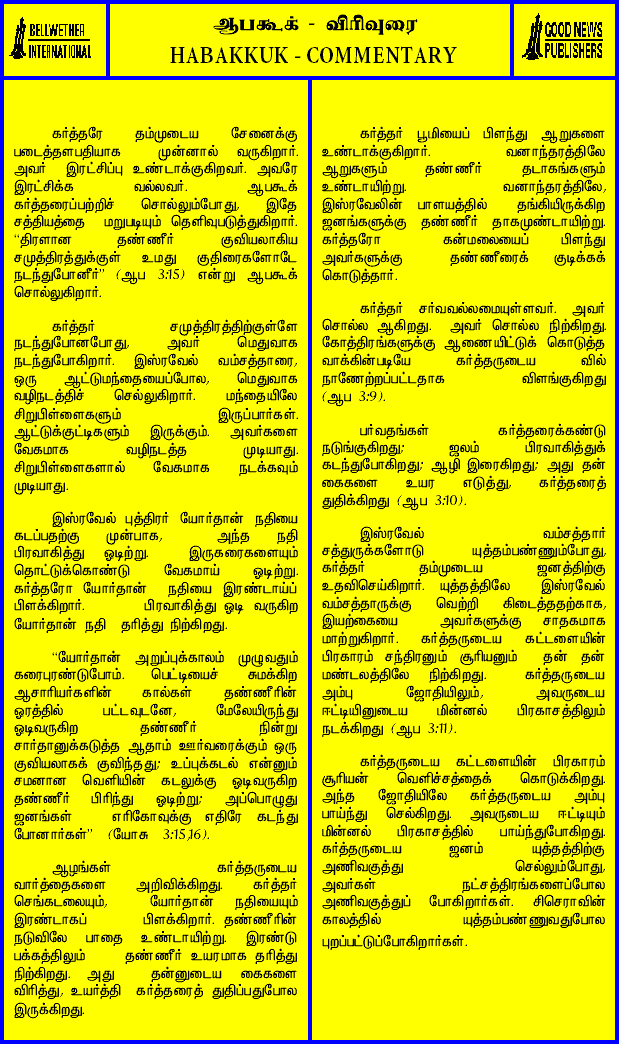 BELLWETHER
INTERNATIONAL
ஆபகூக் - விரிவுரை
HABAKKUK - COMMENTARY
GOOD NEWS
PUBLISHERS
கர்த்தரே தம்முடைய சேனைக்கு
படைத்தளபதியாக முன்னால் வருகிறார்.
அவர் இரட்சிப்பு உண்டாக்குகிறவர். அவரே
இரட்சிக்க வல்லவர். ஆபகூக்
கர்த்தரைப்பற்றிச் சொல்லும்போது, இதே
சத்தியத்தை மறுபடியும் தெளிவுபடுத்துகிறார்.
“திரளான தண்ணீர் குவியலாகிய
சமுத்திரத்துக்குள் உமது குதிரைகளோடே
நடந்துபோனீர்” (ஆப 3:15) என்று ஆபகூக்
சொல்லுகிறார்.
கர்த்தர் சமுத்திரத்திற்குள்ளே
நடந்துபோனபோது, அவர் மெதுவாக
நடந்துபோகிறார். இஸ்ரவேல் வம்சத்தாரை,
ஒரு ஆட்டுமந்தையைப்போல, மெதுவாக
வழிநடத்திச் செல்லுகிறார். மந்தையிலே
சிறுபிள்ளைகளும் இருப்பார்கள்.
ஆட்டுக்குட்டிகளும் இருக்கும். அவர்களை
வேகமாக வழிநடத்த முடியாது.
சிறுபிள்ளைகளால் வேகமாக நடக்கவும்
முடியாது.
இஸ்ரவேல் புத்திரர் யோர்தான் நதியை
கடப்பதற்கு முன்பாக, அந்த நதி
பிரவாகித்து ஓடிற்று. இருகரைகளையும்
தொட்டுக்கொண்டு வேகமாய் ஓடிற்று.
கர்த்தரோ யோர்தான் நதியை இரண்டாய்ப்
பிளக்கிறார். பிரவாகித்து ஓடி வருகிற
யோர்தான் நதி தரித்து நிற்கிறது.
“யோர்தான் அறுப்புக்காலம் முழுவதும்
கரைபுரண்டுபோம். பெட்டியைச் சுமக்கிற
ஆசாரியர்களின் கால்கள் தண்ணீரின்
ஓரத்தில் பட்டவுடனே, மேலேயிருந்து
ஓடிவருகிற தண்ணீர் நின்று
சார்தானுக்கடுத்த ஆதாம் ஊர்வரைக்கும் ஒரு
குவியலாகக் குவிந்தது; உப்புக்கடல் என்னும்
சமனான வெளியின் கடலுக்கு ஓடிவருகிற
தண்ணீர் பிரிந்து ஓடிற்று; அப்பொழுது
ஜனங்கள் எரிகோவுக்கு எதிரே கடந்து
போனார்கள்” (யோசு 3:15,16).
ஆழங்கள் கர்த்தருடைய
வார்த்தைகளை அறிவிக்கிறது. கர்த்தர்
செங்கடலையும், யோர்தான் நதியையும்
இரண்டாகப் பிளக்கிறார். தண்ணீரின்
நடுவிலே பாதை உண்டாயிற்று. இரண்டு
பக்கத்திலும் தண்ணீர் உயரமாக தரித்து
நிற்கிறது. அது தன்னுடைய கைகளை
விரித்து, உயர்த்தி கர்த்தரைத் துதிப்பதுபோல
இருக்கிறது.
கர்த்தர் பூமியைப் பிளந்து ஆறுகளை
உண்டாக்குகிறார். வனாந்தரத்திலே
ஆறுகளும் தண்ணீர் தடாகங்களும்
உண்டாயிற்று. வனாந்தரத்திலே,
இஸ்ரவேலின் பாளயத்தில் தங்கியிருக்கிற
ஜனங்களுக்கு தண்ணீர் தாகமுண்டாயிற்று.
கர்த்தரோ கன்மலையைப் பிளந்து
அவர்களுக்கு தண்ணீரைக் குடிக்கக்
கொடுத்தார்.
கர்த்தர் சர்வவல்லமையுள்ளவர். அவர்
சொல்ல ஆகிறது. அவர் சொல்ல நிற்கிறது.
கோத்திரங்களுக்கு ஆணையிட்டுக் கொடுத்த
வாக்கின்படியே கர்த்தருடைய வில்
நாணேற்றப்பட்டதாக விளங்குகிறது
(ஆப 3:9).
பர்வதங்கள் கர்த்தரைக்கண்டு
நடுங்குகிறது; ஜலம் பிரவாகித்துக்
கடந்துபோகிறது; ஆழி இரைகிறது; அது தன்
கைகளை உயர எடுத்து, கர்த்தரைத்
துதிக்கிறது (ஆப 3:10).
இஸ்ரவேல் வம்சத்தார்
சத்துருக்களோடு யுத்தம்பண்ணும்போது,
கர்த்தர் தம்முடைய ஜனத்திற்கு
உதவிசெய்கிறார். யுத்தத்திலே இஸ்ரவேல்
வம்சத்தாருக்கு வெற்றி கிடைத்ததற்காக,
இயற்கையை அவர்களுக்கு சாதகமாக
மாற்றுகிறார். கர்த்தருடைய கட்டளையின்
பிரகாரம் சந்திரனும் சூரியனும் தன் தன்
மண்டலத்திலே நிற்கிறது. கர்த்தருடைய
அம்பு ஜோதியிலும், அவருடைய
ஈட்டியினுடைய மின்னல் பிரகாசத்திலும்
நடக்கிறது (ஆப 3:11).
கர்த்தருடைய கட்டளையின் பிரகாரம்
சூரியன் வெளிச்சத்தைக் கொடுக்கிறது.
அந்த ஜோதியிலே கர்த்தருடைய அம்பு
பாய்ந்து செல்கிறது. அவருடைய ஈட்டியும்
மின்னல் பிரகாசத்தில் பாய்ந்துபோகிறது.
கர்த்தருடைய ஜனம் யுத்தத்திற்கு
அணிவகுத்து செல்லும்போது,
அவர்கள் நட்சத்திரங்களைப்போல
அணிவகுத்துப் போகிறார்கள். சிசெராவின்
காலத்தில் யுத்தம்பண்ணுவதுபோல
புறப்பட்டுப்போகிறார்கள்.